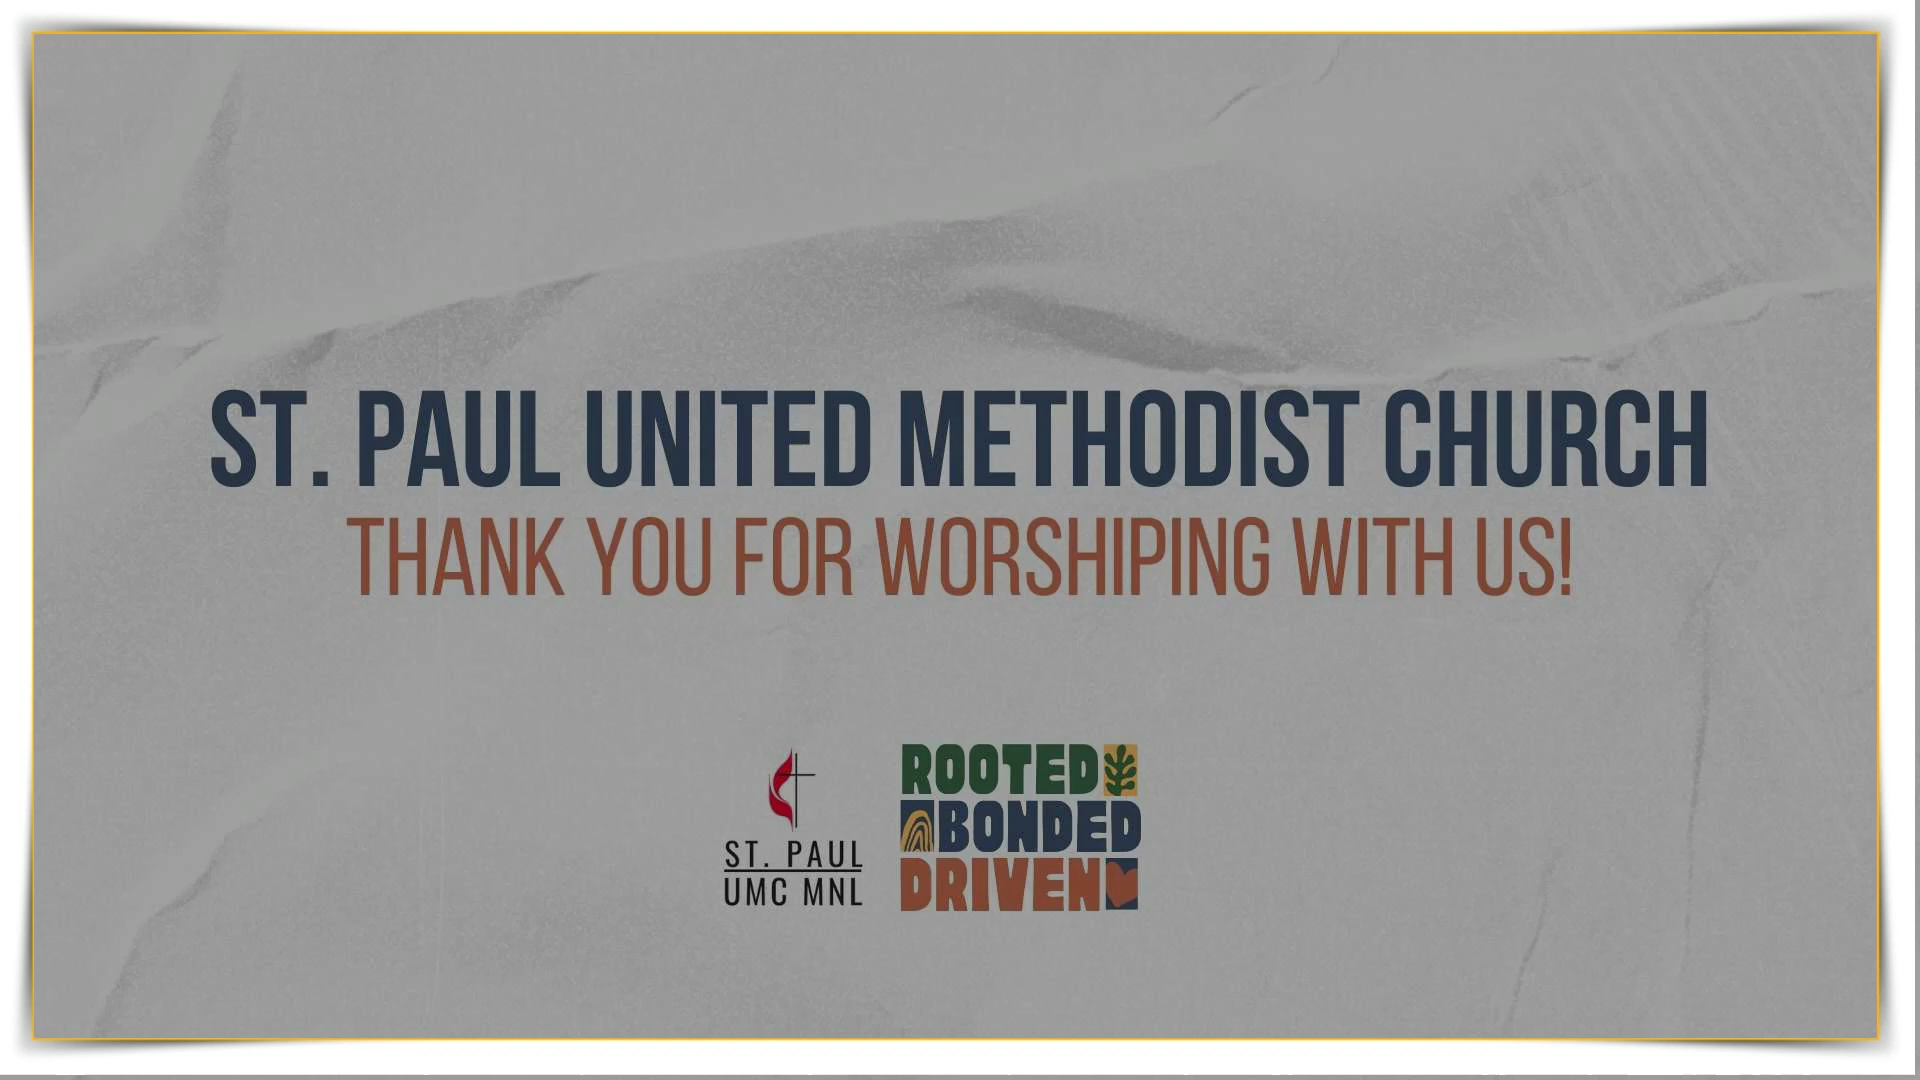 ST. PAUL UNITED METHODIST CHURCH
THANK YOU FOR WORSHIPING WITH US!
ST. PAUL
UMC MNL
ROOTED
BONDED
DRIVEN